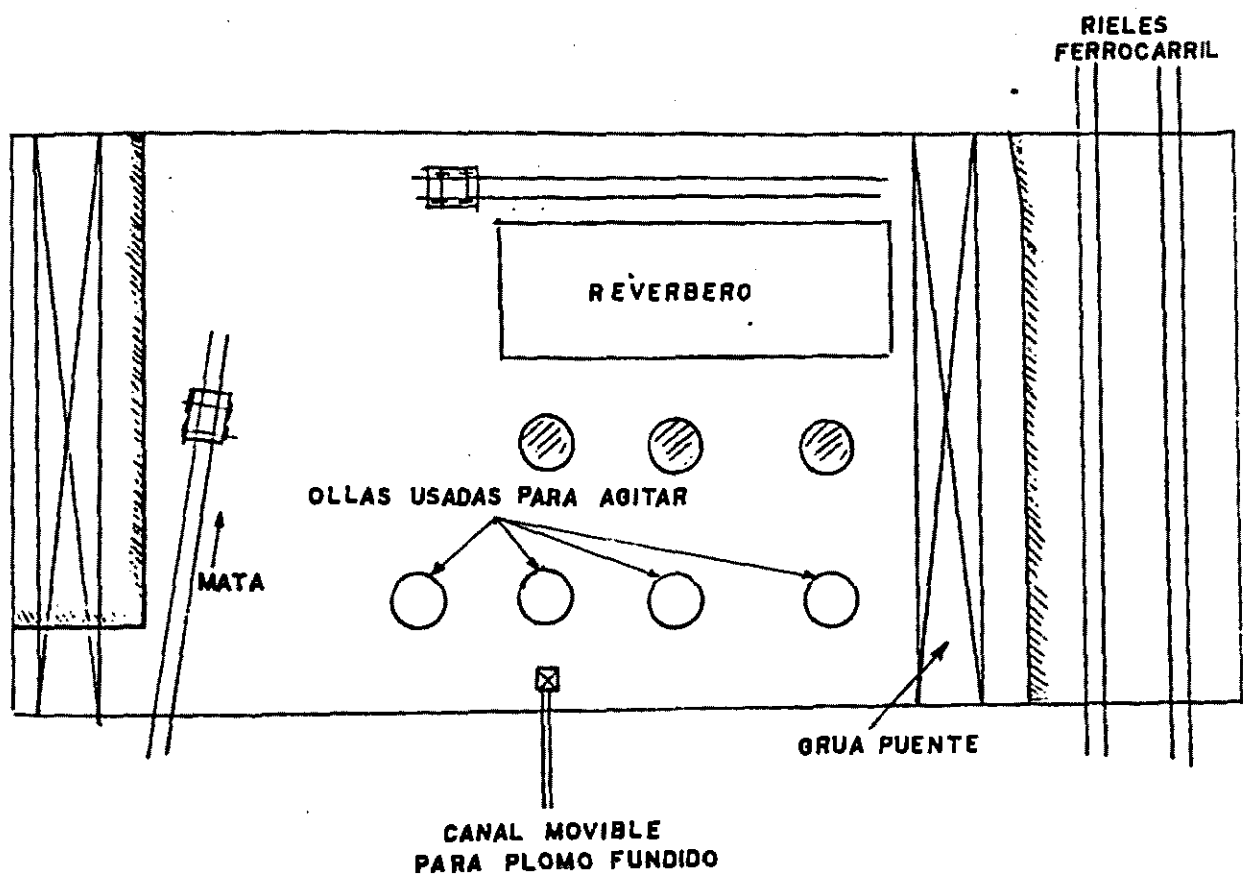 RIELES
FERROCARRIL
REVERBERO
OLLAS USADAS PARA AGITAR
MATA
GRUA PUENTE
CANAL MOVIBLE
PARA PLOMO FUNDIDO